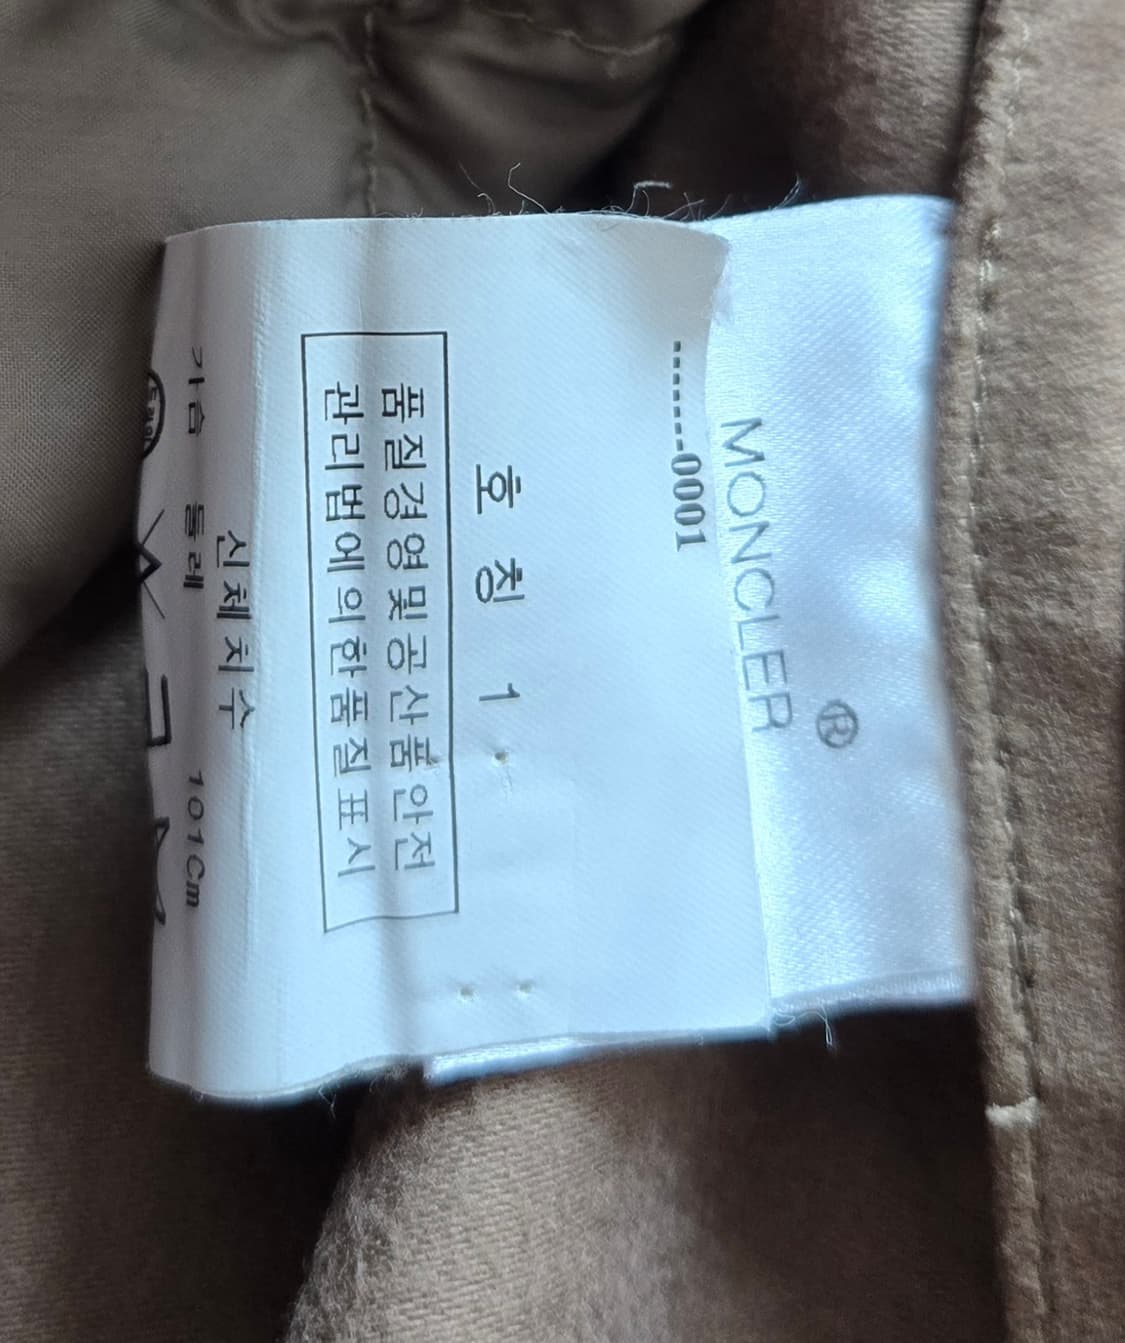 MONCLER ®
-------0001
호 칭 1
품질경영및공산품안전
관리법에의한품질표시
신체치수
가슴 둘레 101Cm